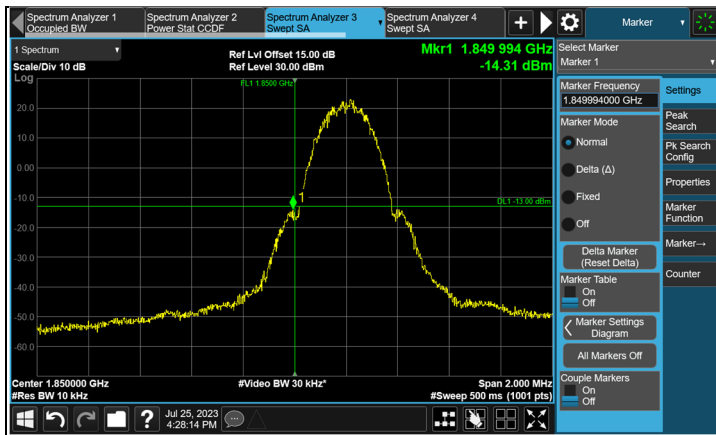 Spectrum Analyzer 1
Occupied BW
Spectrum Analyzer 2
Power Stat CCDF
Spectrum Analyzer 3
Swept SA
Spectrum Analyzer 4
Swept SA
+
Marker
1 Spectrum
Scale/Div 10 dB
Log
Ref Lvl Offset 15.00 dB
Ref Level 30.00 dBm
Mkr1 1.849 994 GHz
-14.31 dBm
FL1 1.8500 GHz
20.0
10.0
0.00
-10.0
-20.0
-30.0
-40.0
-50.0
-60.0
1
DL1 -13.00 dBm
Center 1.850000 GHz
#Res BW 10 kHz
#Video BW 30 kHz*
Span 2.000 MHz
#Sweep 500 ms (1001 pts)
Select Marker
Marker 1
Marker Frequency
1.849994000 GHz
Marker Mode
Normal
Delta (Δ)
Fixed
Off
Delta Marker
(Reset Delta)
Marker Table
On
Off
Marker Settings
Diagram
All Markers Off
Couple Markers
On
Off
Settings
Peak
Search
Pk Search
Config
Properties
Marker
Function
Marker→
Counter
?
Jul 25, 2023
4:28:14 PM